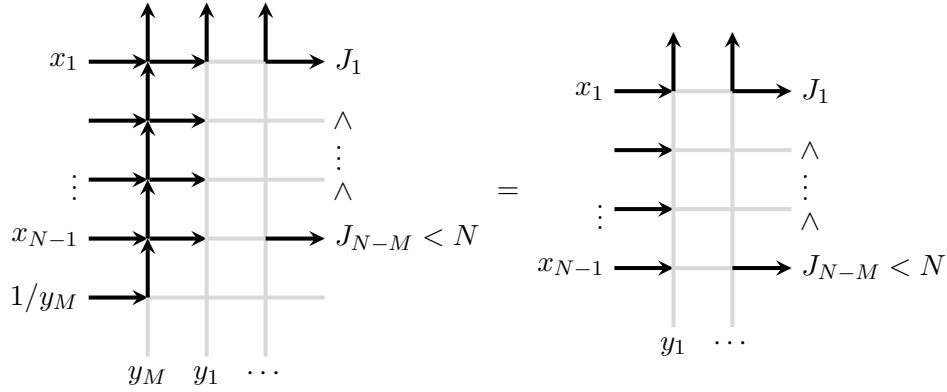 x_1 J_1
∧
⋮
⋮ ∧
x_{N−1} J_{N−M} < N
1/y_M
y_M y_1 ⋯
=
x_1 J_1
∧
⋮
⋮ ∧
x_{N−1} J_{N−M} < N
y_1 ⋯